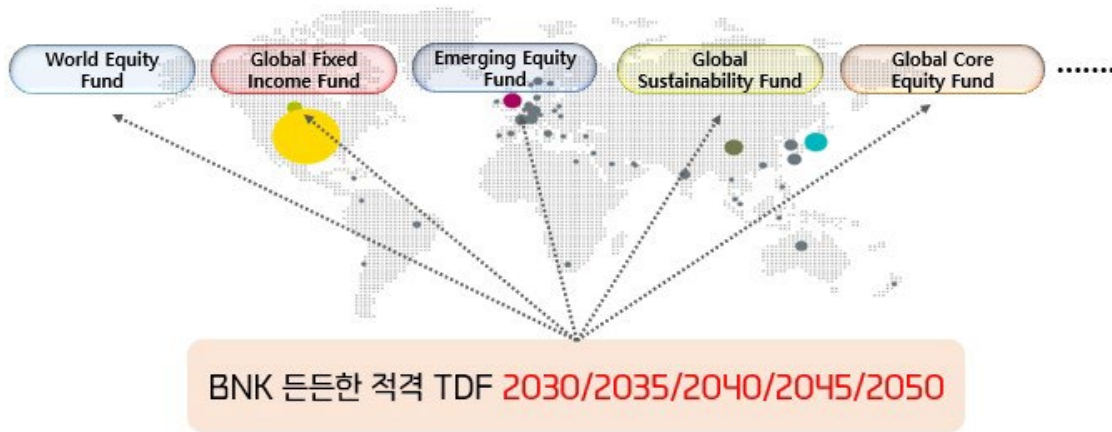 World Equity
Fund
Global Fixed
Income Fund
Emerging Equity
Fund
Global
Sustainability Fund
Global Core
Equity Fund
........
BNK 든든한 적격 TDF 2030/2035/2040/2045/2050